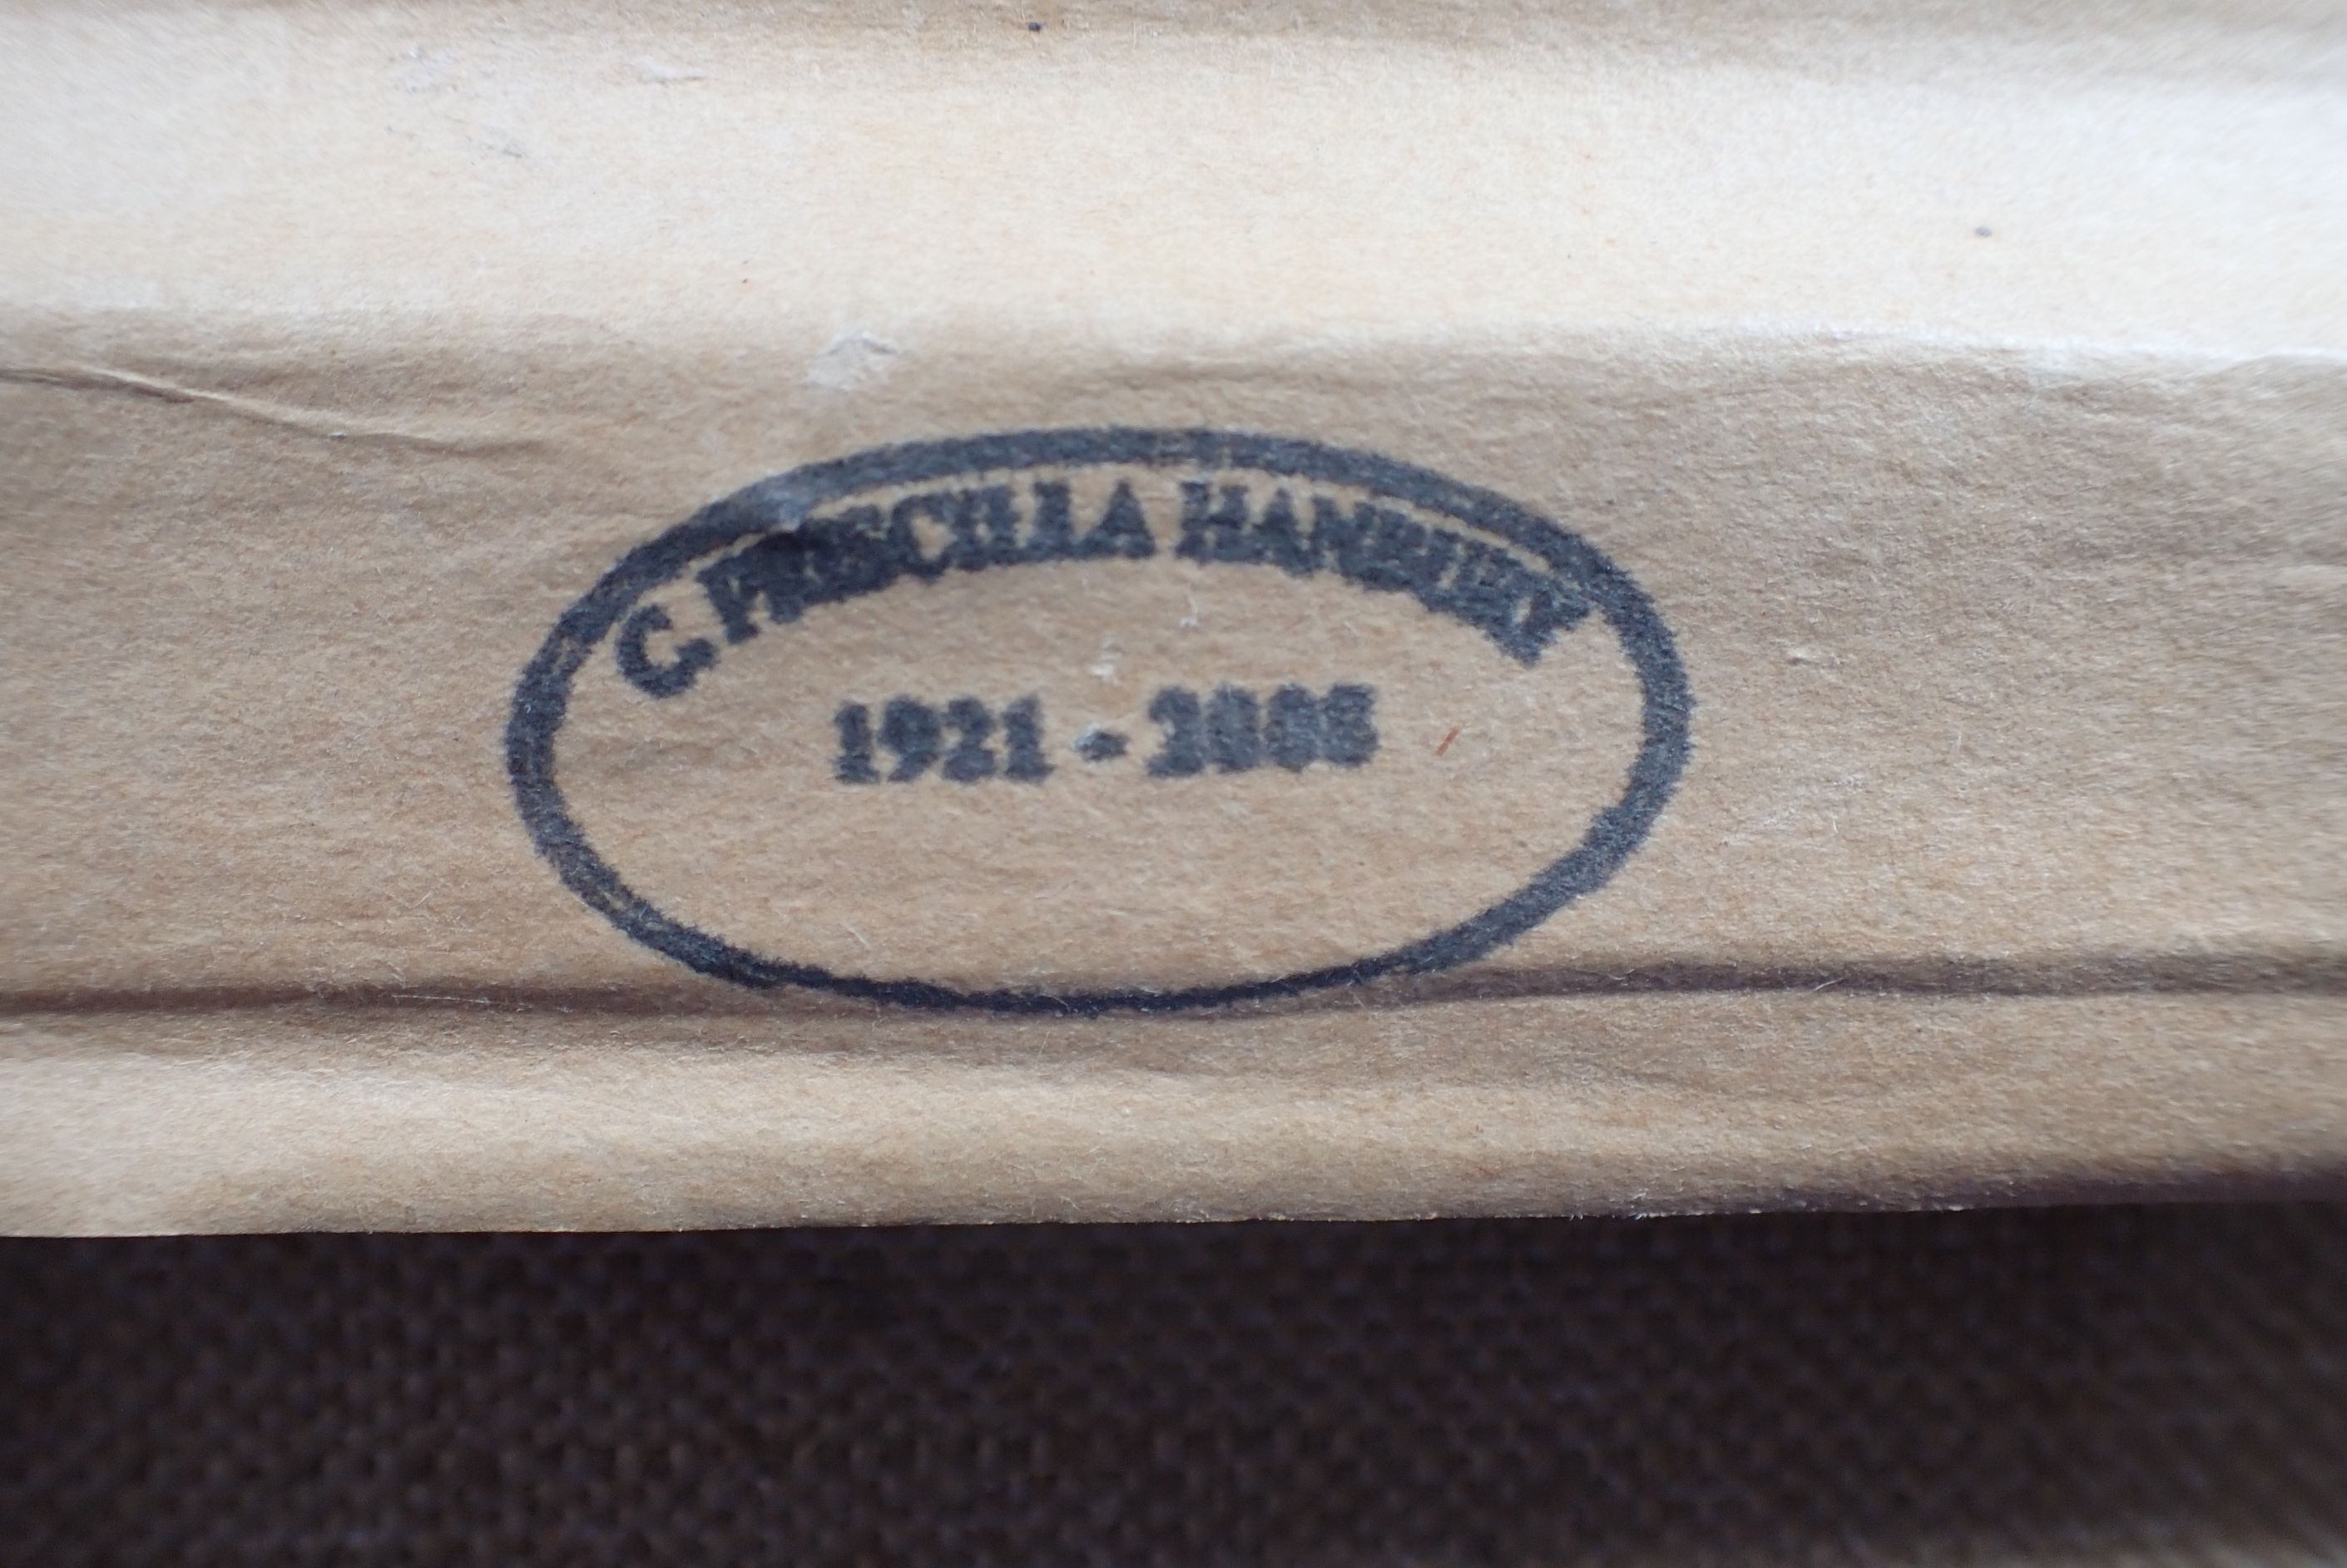 C. PRISCILLA HANBURY
1921 -